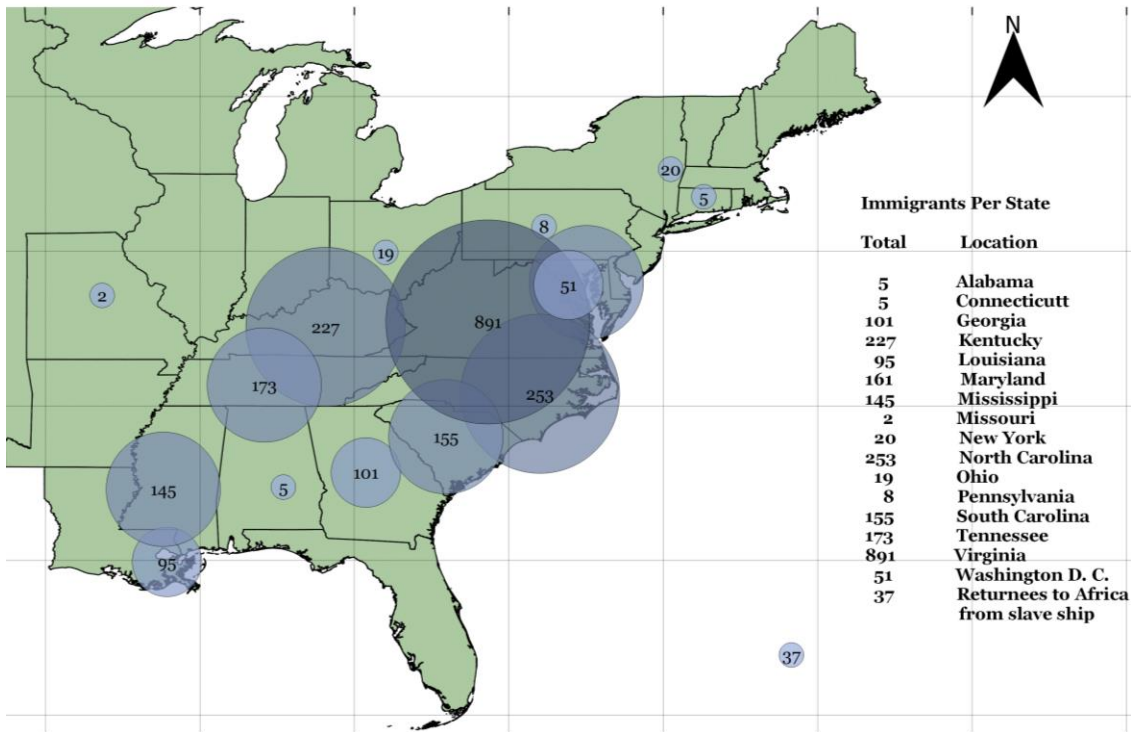 N
20
5
8
19
51
2
891
227
253
173
155
101
145
5
95
37
Immigrants Per State
Total Location
5 Alabama
5 Connecticutt
101 Georgia
227 Kentucky
95 Louisiana
161 Maryland
145 Mississippi
2 Missouri
20 New York
253 North Carolina
19 Ohio
8 Pennsylvania
155 South Carolina
173 Tennessee
891 Virginia
51 Washington D. C.
37 Returnees to Africa
from slave ship